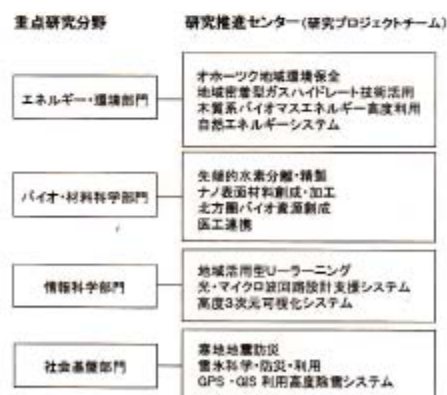 重点研究分野
研究推進センター(研究プロジェクトチーム)
エネルギー・環境部門
オホーツク地域環境保全
地域密着型ガスハイドレート技術活用
木質系バイオマスエネルギー高度利用
自然エネルギーシステム
バイオ・材料科学部門
先端的水素分離・精製
ナノ表面材料創成・加工
北方圏バイオ資源創成
医工連携
情報科学部門
地域活用型U-ラーニング
光・マイクロ波回路設計支援システム
高度3次元可視化システム
社会基盤部門
寒地地震防災
雪氷科学・防災・利用
GPS・GIS 利用高度除雪システム